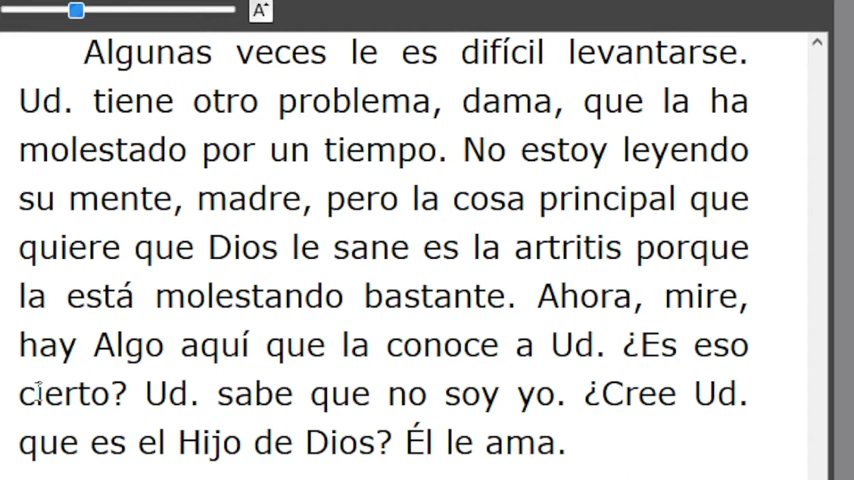 A
Algunas veces le es difícil levantarse.
Ud. tiene otro problema, dama, que la ha
molestado por un tiempo. No estoy leyendo
su mente, madre, pero la cosa principal que
quiere que Dios le sane es la artritis porque
la está molestando bastante. Ahora, mire,
hay Algo aquí que la conoce a Ud. ¿Es eso
cierto? Ud. sabe que no soy yo. ¿Cree Ud.
que es el Hijo de Dios? Él le ama.